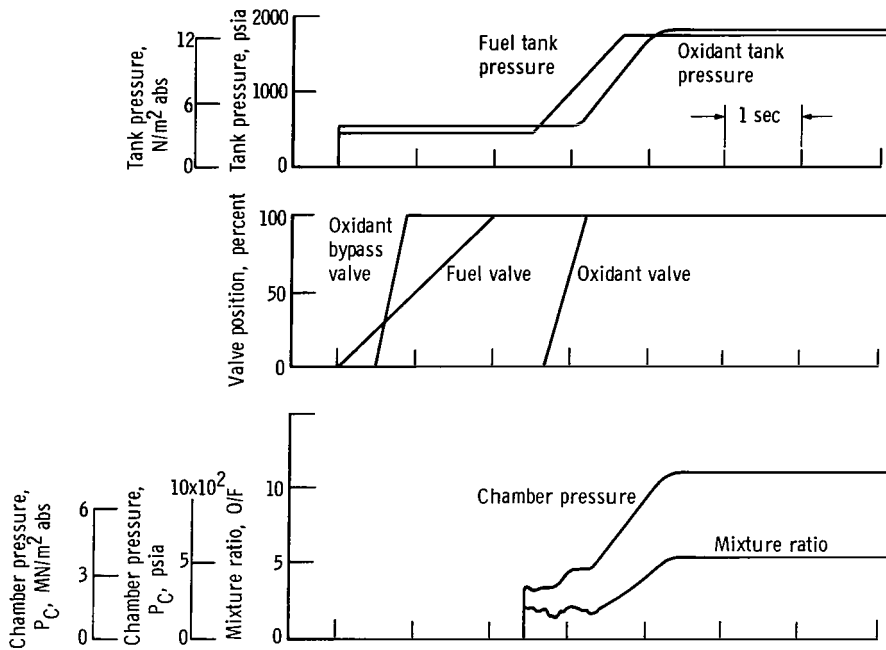 Tank pressure,
N/m² abs
12
6
0
Tank pressure, psia
2000
1000
0
Fuel tank
pressure
Oxidant tank
pressure
1 sec
Valve position, percent
100
50
0
Oxidant
bypass
valve
Fuel valve
Oxidant valve
Chamber pressure,
P_C, MN/m² abs
6
3
0
Chamber pressure,
P_C, psia
10x10²
5
0
Mixture ratio, O/F
10
5
0
Chamber pressure
Mixture ratio